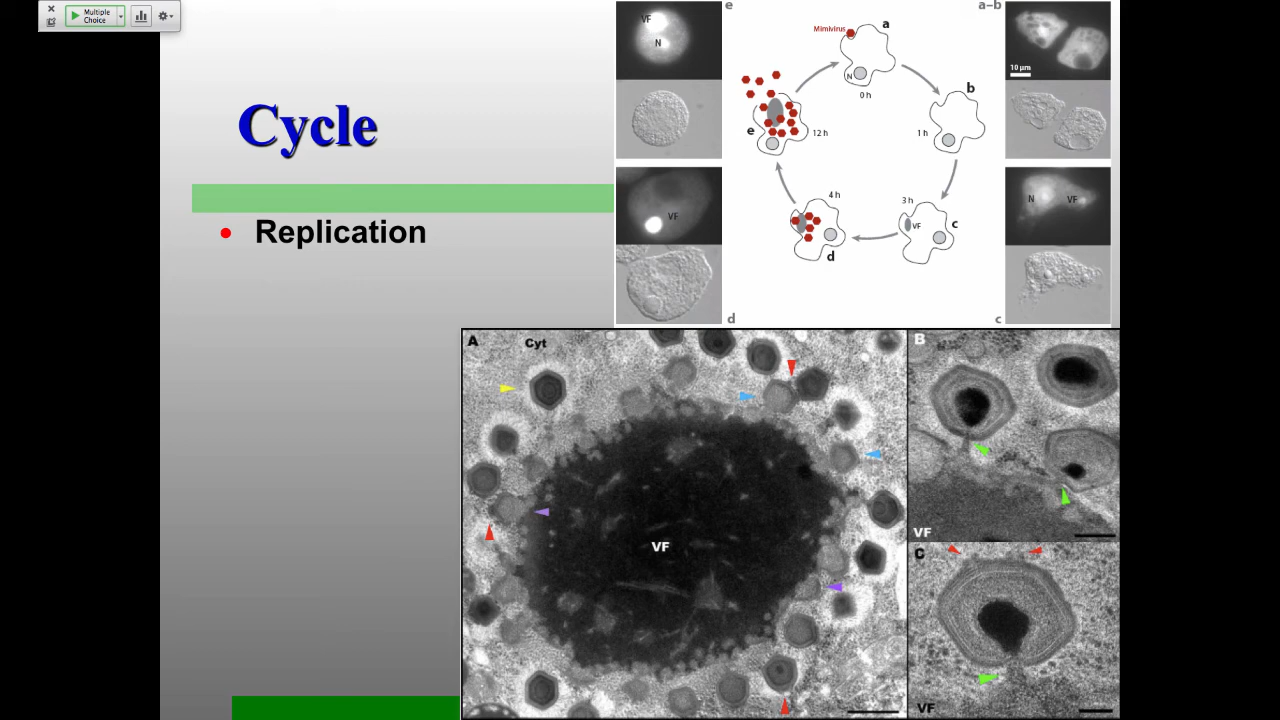 Multiple
Choice
Cycle
Replication
e
VF
N
Mimivirus
a
N
0 h
a–b
10 µm
b
1 h
e
12 h
VF
d
4 h
d
3 h
VF
c
N
VF
c
A
Cyt
VF
B
VF
C
VF